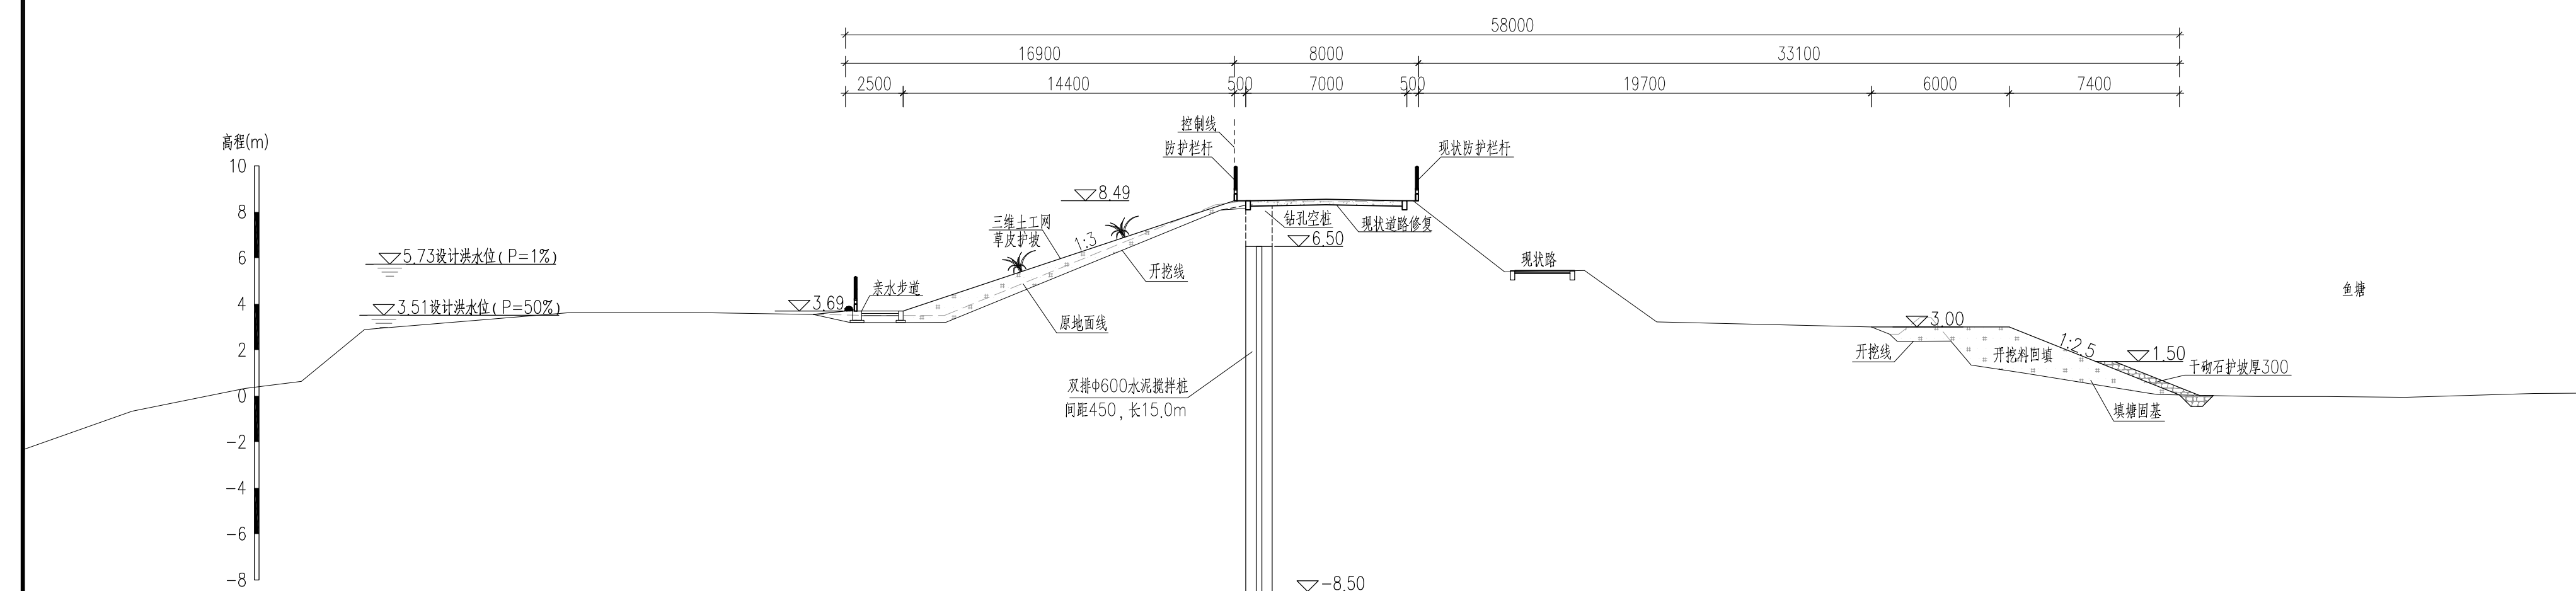 58000
16900 8000 33100
2500 14400 500 7000 500 19700 6000 7400
控制线
防护栏杆
现状防护栏杆
高程(m)
10
8
6
4
2
0
-2
-4
-6
-8
8.49
三维土工网
草皮护坡
1:3
钻孔空桩
现状道路修复
6.50
5.73设计洪水位(P=1%)
3.51设计洪水位(P=50%)
开挖线
现状路
亲水步道
3.69
原地面线
鱼塘
3.00
开挖线
开挖料回填
1:2.5
1.50
干砌石护坡厚300
填塘固基
双排Φ600水泥搅拌桩
间距450,长15.0m
-8.50